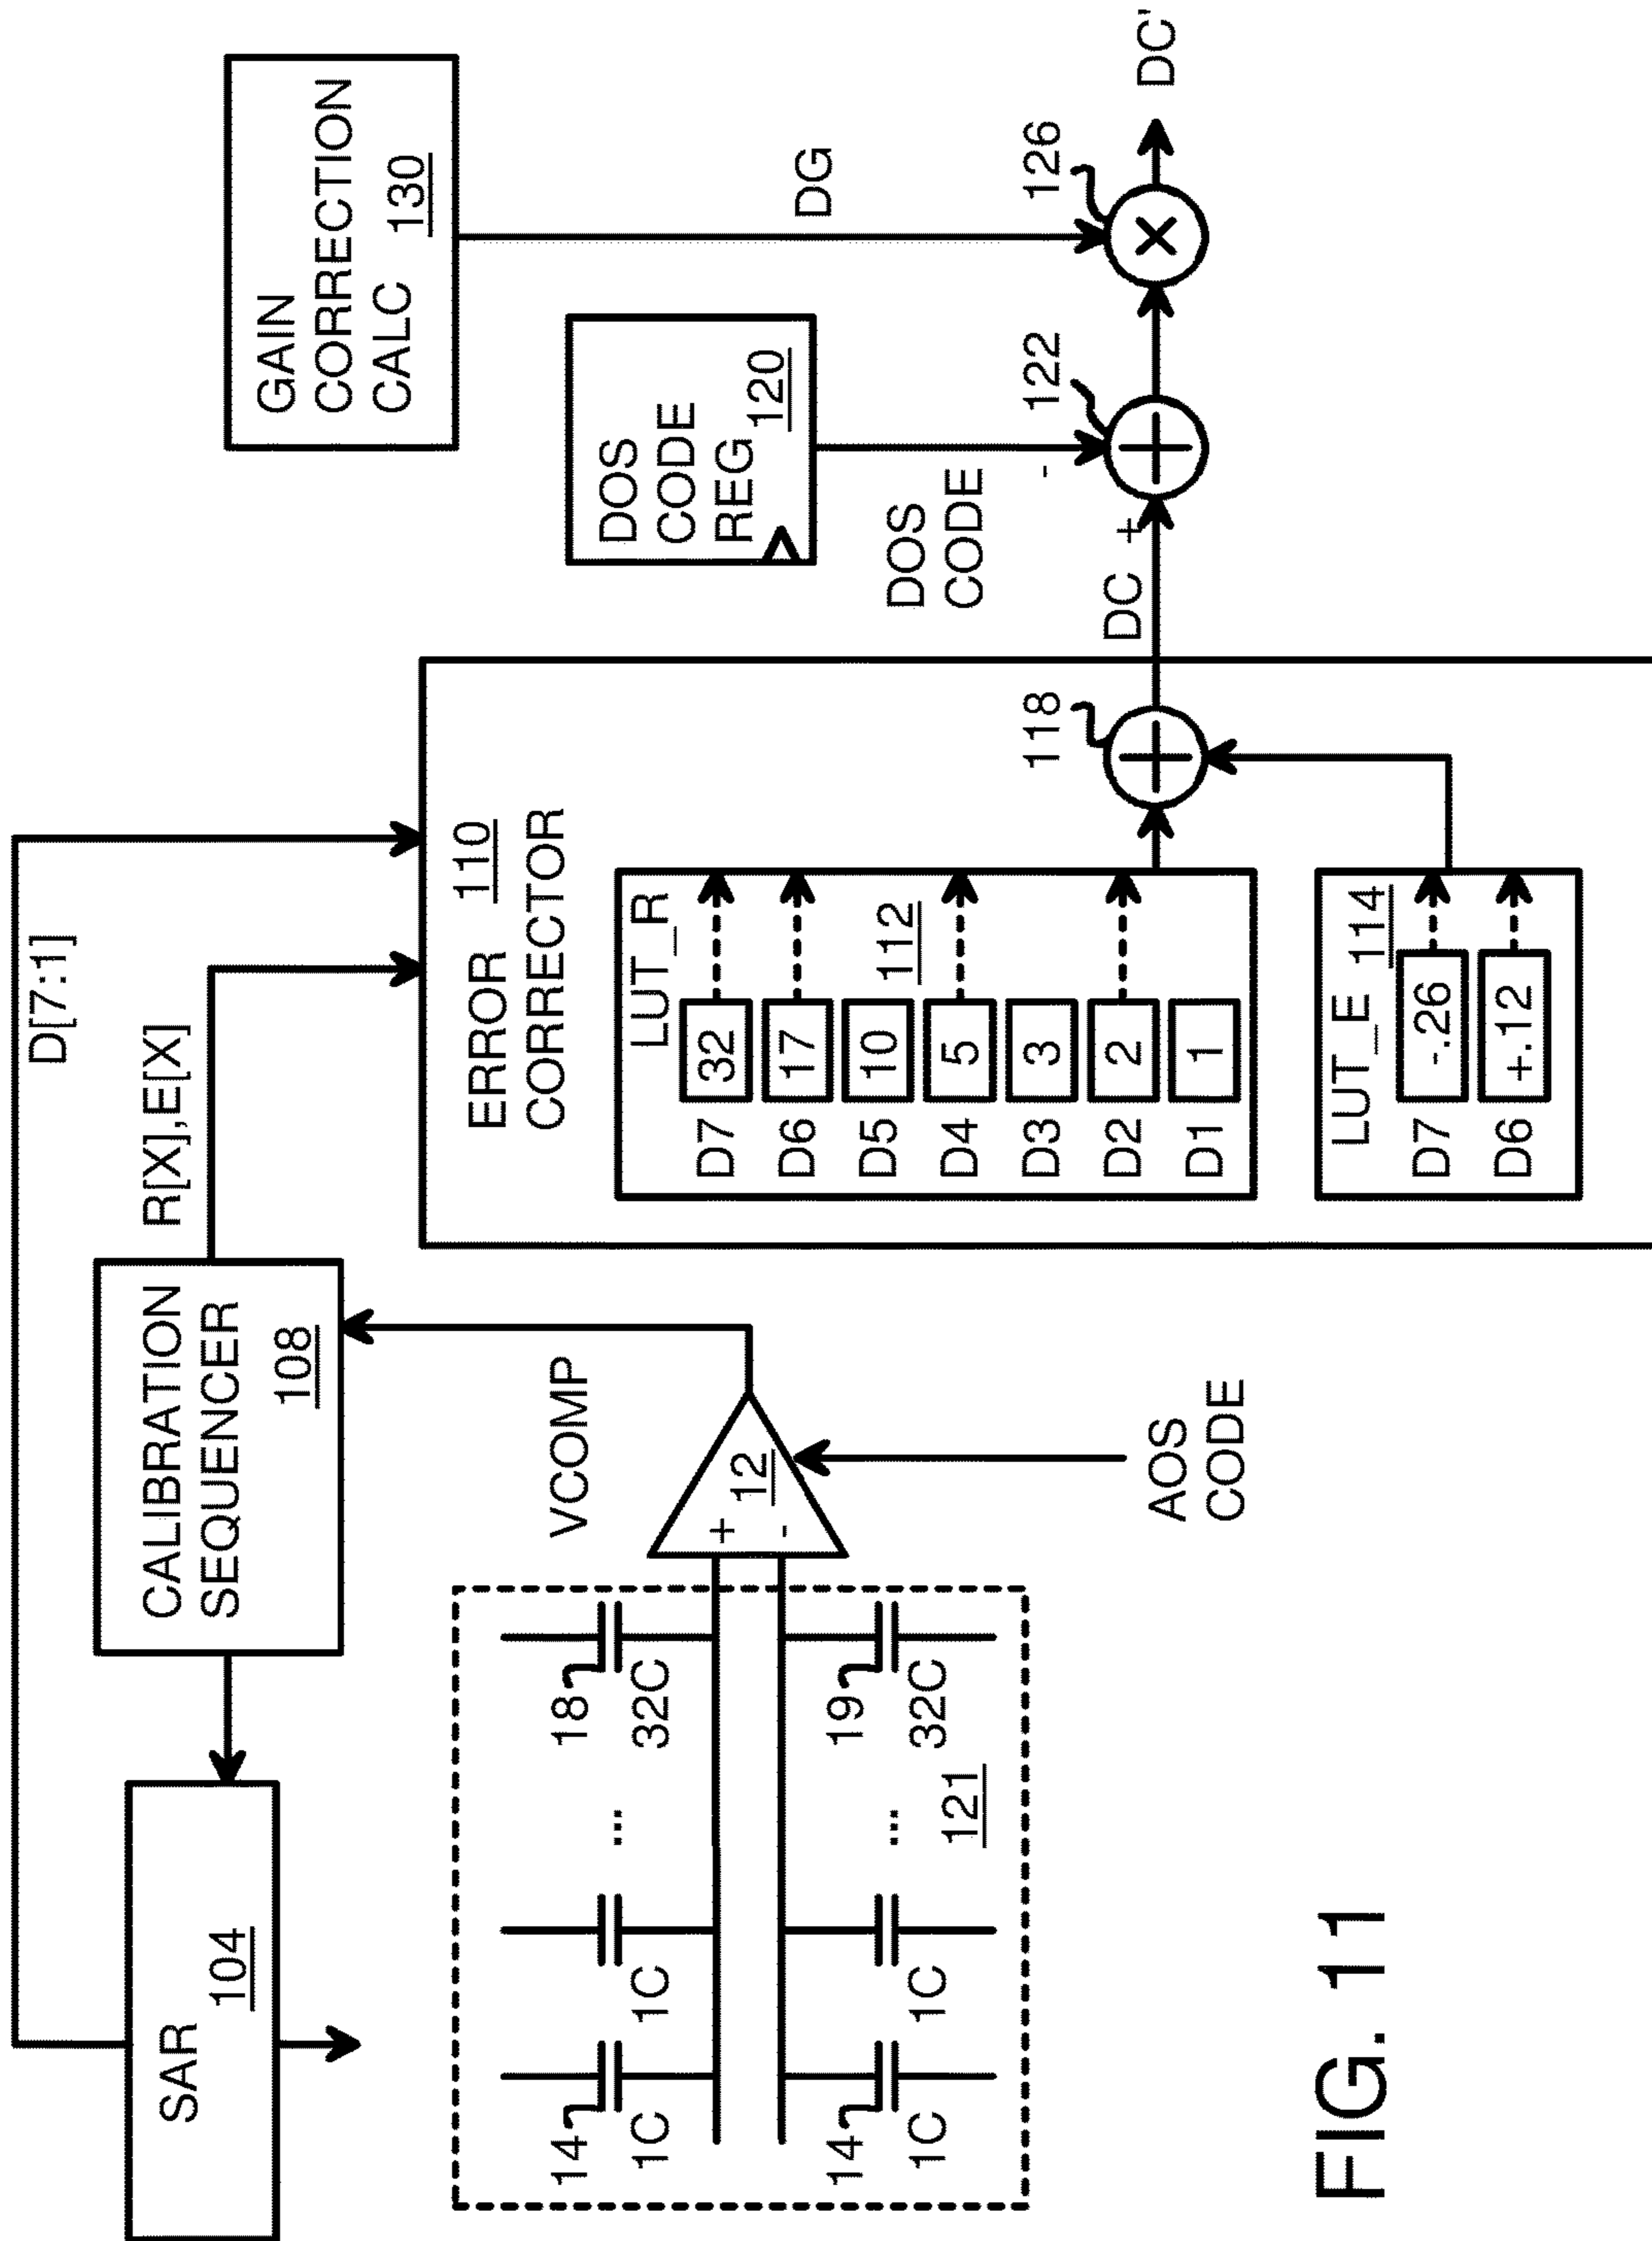 SAR
104
D[7:1]
CALIBRATION
SEQUENCER
108
R[X],E[X]
GAIN
CORRECTION
CALC
130
14
1C
1C
...
18
32C
VCOMP
+
-
12
14
1C
1C
...
121
19
32C
AOS
CODE
ERROR
CORRECTOR
110
LUT_R
112
D7
32
D6
17
D5
10
D4
5
D3
3
D2
2
D1
1
LUT_E
114
D7
-.26
D6
+.12
118
DC
+
-
DOS
CODE
DOS
CODE
REG
120
122
DG
126
DC'
FIG. 11